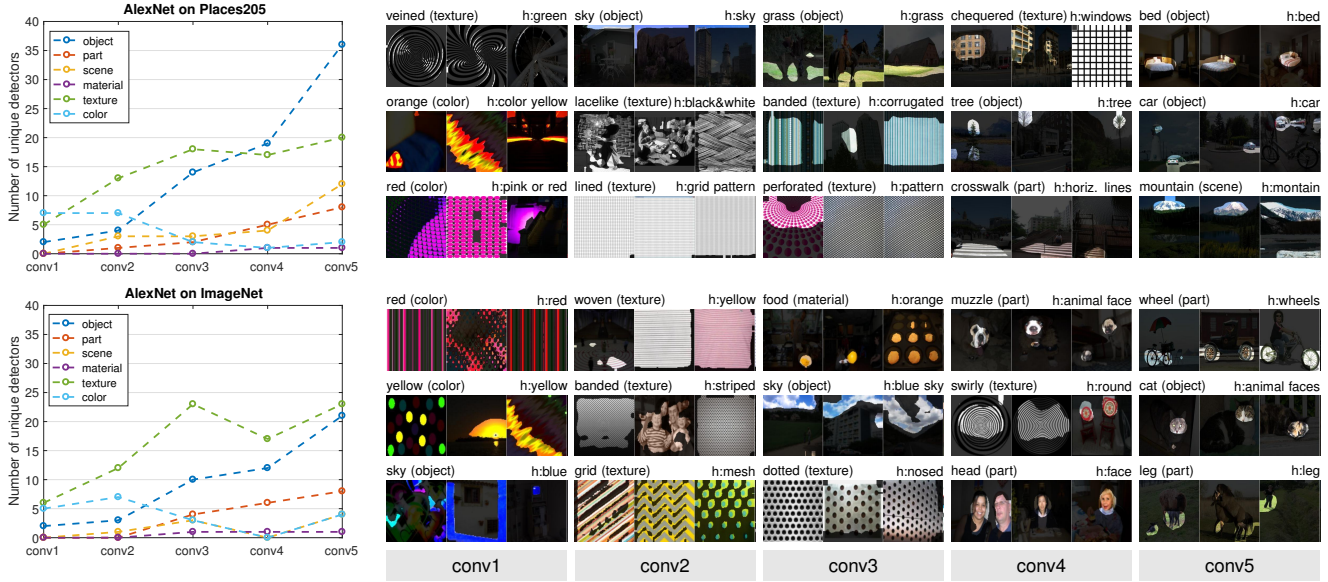 AlexNet on Places205
Number of unique detectors
40
35
30
25
20
15
10
5
0
object
part
scene
material
texture
color
conv1 conv2 conv3 conv4 conv5
veined (texture) h:green
sky (object) h:sky
grass (object) h:grass
chequered (texture) h:windows
bed (object) h:bed
orange (color) h:color yellow
lacelike (texture) h:black&white
banded (texture) h:corrugated
tree (object) h:tree
car (object) h:car
red (color) h:pink or red
lined (texture) h:grid pattern
perforated (texture) h:pattern
crosswalk (part) h:horiz. lines
mountain (scene) h:montain
AlexNet on ImageNet
Number of unique detectors
40
35
30
25
20
15
10
5
0
object
part
scene
material
texture
color
conv1 conv2 conv3 conv4 conv5
red (color) h:red
woven (texture) h:yellow
food (material) h:orange
muzzle (part) h:animal face
wheel (part) h:wheels
yellow (color) h:yellow
banded (texture) h:striped
sky (object) h:blue sky
swirly (texture) h:round
cat (object) h:animal faces
sky (object) h:blue
grid (texture) h:mesh
dotted (texture) h:nosed
head (part) h:face
leg (part) h:leg
conv1 conv2 conv3 conv4 conv5